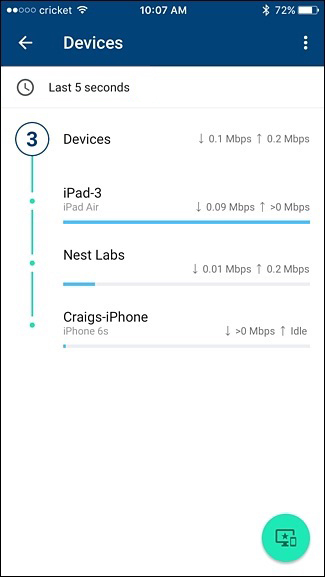 cricket 10:07 AM 72%
Devices
Last 5 seconds
3 Devices ↓ 0.1 Mbps ↑ 0.2 Mbps
iPad-3
iPad Air ↓ 0.09 Mbps ↑ >0 Mbps
Nest Labs
↓ 0.01 Mbps ↑ 0.2 Mbps
Craigs-iPhone
iPhone 6s ↓ >0 Mbps ↑ Idle